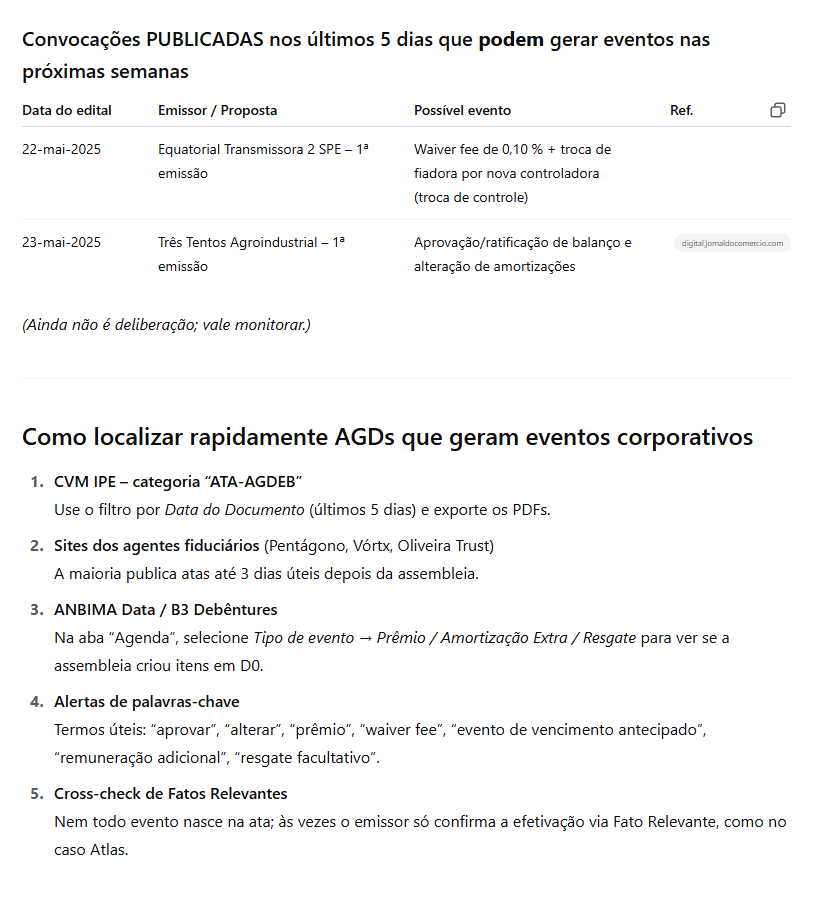 Convocações PUBLICADAS nos últimos 5 dias que podem gerar eventos nas
próximas semanas
Data do edital Emissor / Proposta Possível evento Ref.
22-mai-2025 Equatorial Transmissora 2 SPE – 1ª Waiver fee de 0,10 % + troca de
emissão fiadora por nova controladora
(troca de controle)
23-mai-2025 Três Tentos Agroindustrial – 1ª Aprovação/ratificação de balanço e digital.jornaldocomercio.com
emissão alteração de amortizações
(Ainda não é deliberação; vale monitorar.)
Como localizar rapidamente AGDs que geram eventos corporativos
1. CVM IPE – categoria “ATA-AGDEB”
Use o filtro por Data do Documento (últimos 5 dias) e exporte os PDFs.
2. Sites dos agentes fiduciários (Pentágono, Vórtx, Oliveira Trust)
A maioria publica atas até 3 dias úteis depois da assembleia.
3. ANBIMA Data / B3 Debêntures
Na aba “Agenda”, selecione Tipo de evento → Prêmio / Amortização Extra / Resgate para ver se a
assembleia criou itens em D0.
4. Alertas de palavras-chave
Termos úteis: “aprovar”, “alterar”, “prêmio”, “waiver fee”, “evento de vencimento antecipado”,
“remuneração adicional”, “resgate facultativo”.
5. Cross-check de Fatos Relevantes
Nem todo evento nasce na ata; às vezes o emissor só confirma a efetivação via Fato Relevante, como no
caso Atlas.